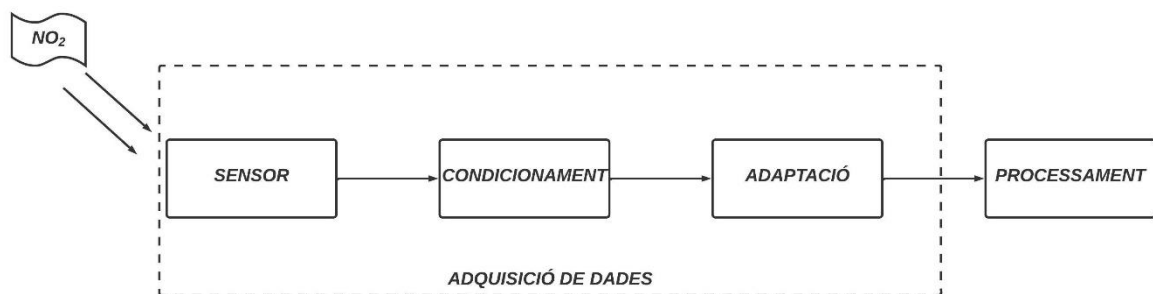 NO₂
SENSOR
CONDICIONAMENT
ADAPTACIÓ
PROCESSAMENT
ADQUISICIÓ DE DADES